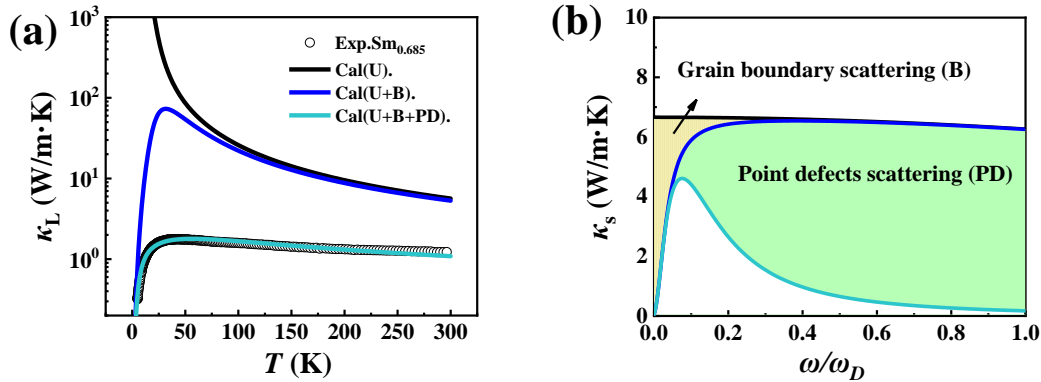 (a)
10³
10²
10¹
10⁰
κL (W/m·K)
Exp.Sm0.685
Cal(U).
Cal(U+B).
Cal(U+B+PD).
0 50 100 150 200 250 300
T (K)
(b)
10
8
6
4
2
0
κs (W/m·K)
Grain boundary scattering (B)
Point defects scattering (PD)
0.0 0.2 0.4 0.6 0.8 1.0
ω/ωD